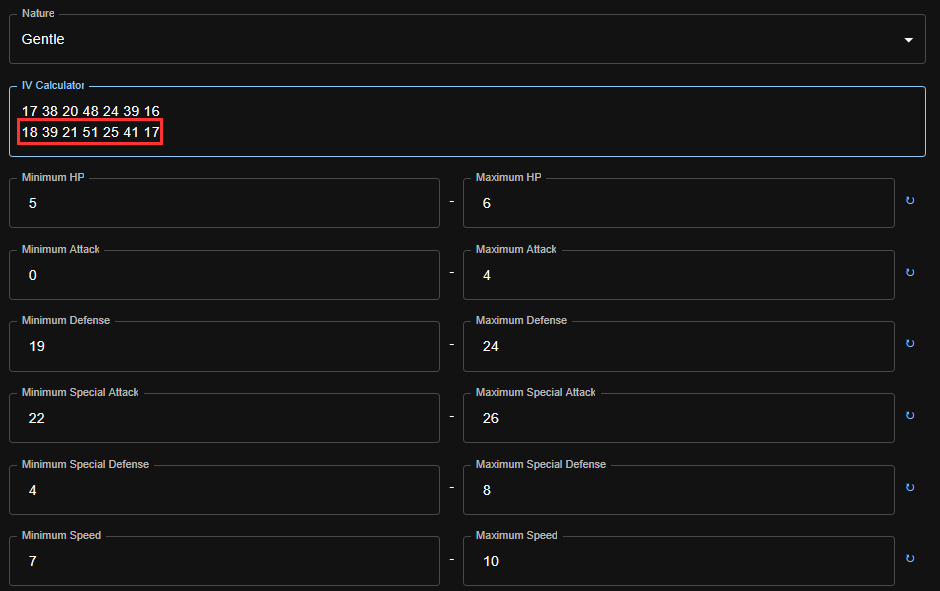 Nature
Gentle
IV Calculator
17 38 20 48 24 39 16
18 39 21 51 25 41 17
Minimum HP
5
-
Maximum HP
6
Minimum Attack
0
-
Maximum Attack
4
Minimum Defense
19
-
Maximum Defense
24
Minimum Special Attack
22
-
Maximum Special Attack
26
Minimum Special Defense
4
-
Maximum Special Defense
8
Minimum Speed
7
-
Maximum Speed
10